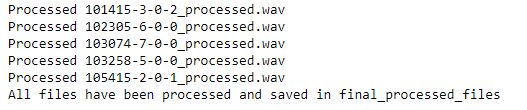 Processed 101415-3-0-2_processed.wav
Processed 102305-6-0-0_processed.wav
Processed 103074-7-0-0_processed.wav
Processed 103258-5-0-0_processed.wav
Processed 105415-2-0-1_processed.wav
All files have been processed and saved in final_processed_files